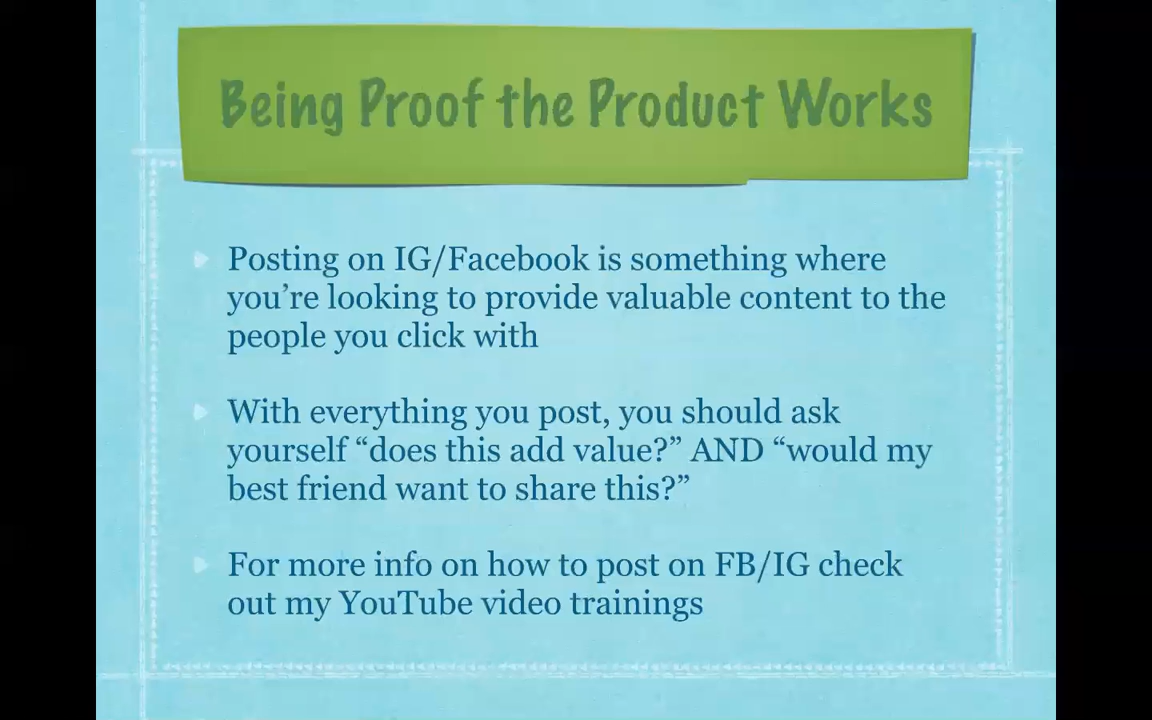 Being Proof the Product Works
Posting on IG/Facebook is something where
you’re looking to provide valuable content to the
people you click with
With everything you post, you should ask
yourself “does this add value?” AND “would my
best friend want to share this?”
For more info on how to post on FB/IG check
out my YouTube video trainings